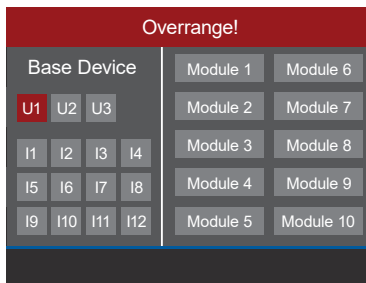 Overrange!
Base Device
U1 U2 U3
I1 I2 I3 I4
I5 I6 I7 I8
I9 I10 I11 I12
Module 1 Module 6
Module 2 Module 7
Module 3 Module 8
Module 4 Module 9
Module 5 Module 10